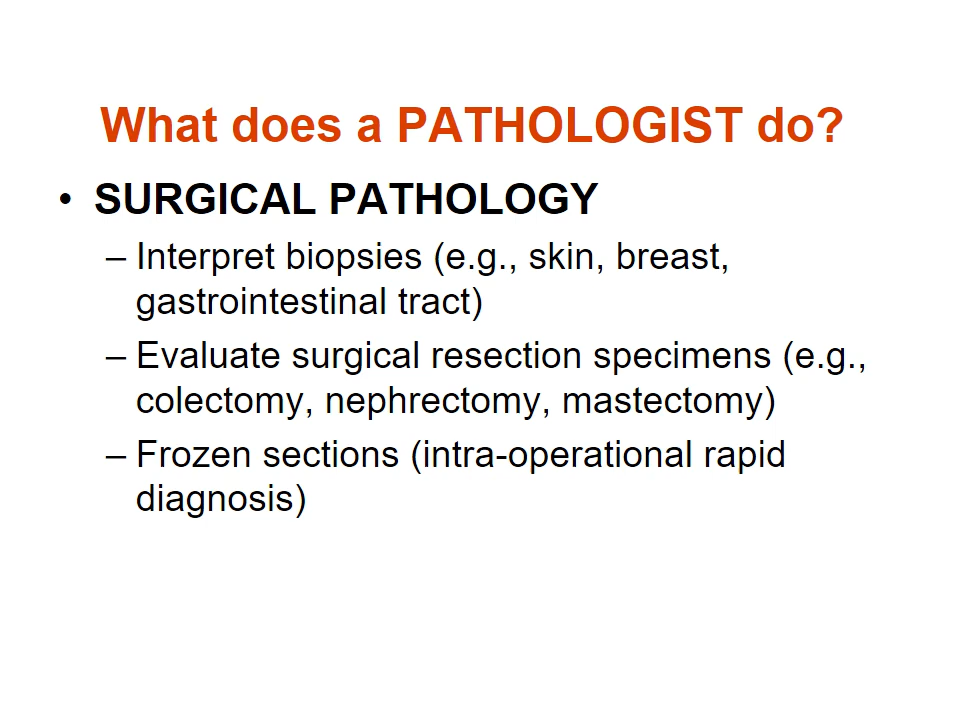 What does a PATHOLOGIST do?
• SURGICAL PATHOLOGY
– Interpret biopsies (e.g., skin, breast,
gastrointestinal tract)
– Evaluate surgical resection specimens (e.g.,
colectomy, nephrectomy, mastectomy)
– Frozen sections (intra-operational rapid
diagnosis)